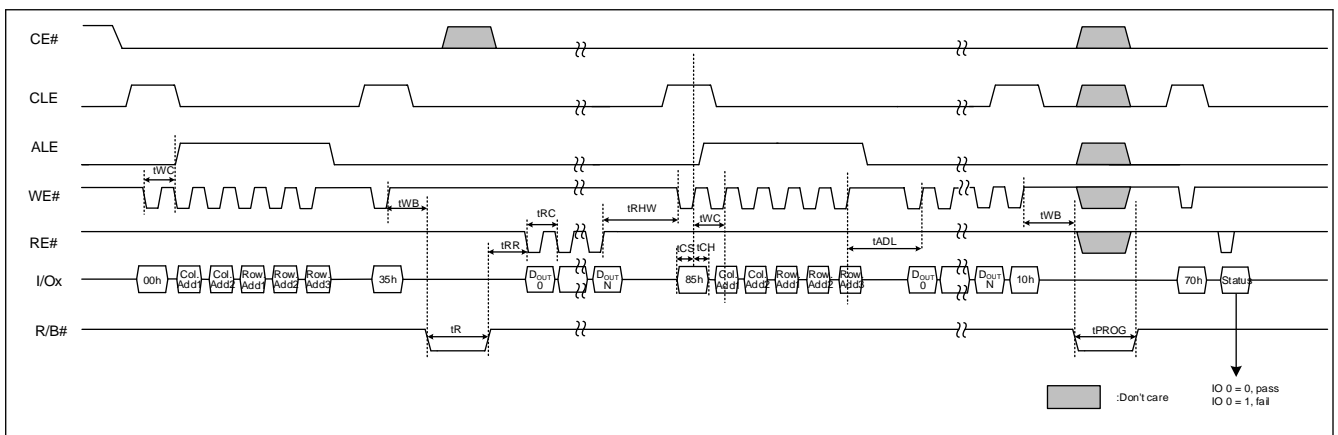 CE#
CLE
ALE
tWC
WE#
tWB
tRC
tRHW
tWC
tWB
RE#
tRR
tCS
tCH
tADL
I/Ox
00h
Col. Add1
Col. Add2
Row. Add1
Row. Add2
Row. Add3
35h
DOUT 0
DOUT N
85h
Col. Add1
Col. Add2
Row. Add1
Row. Add2
Row. Add3
DOUT 0
DOUT N
10h
70h
Status
R/B#
tR
tPROG
:Don't care
IO 0 = 0, pass
IO 0 = 1, fail